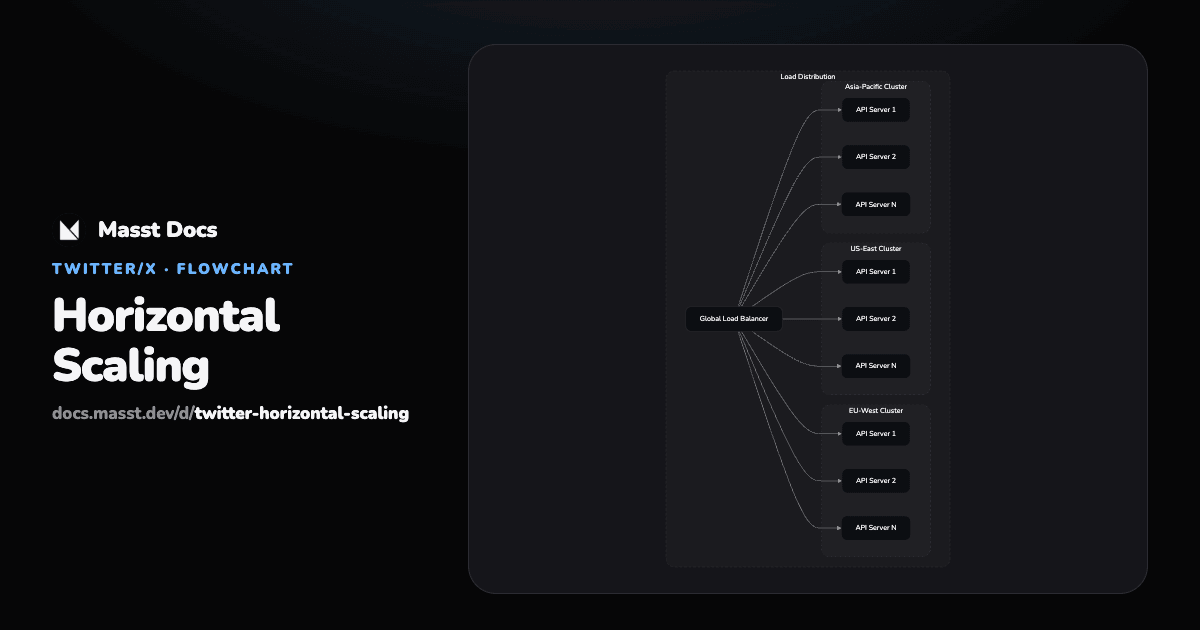 Masst Docs
TWITTER/X · FLOWCHART
Horizontal
Scaling
docs.masst.dev/d/twitter-horizontal-scaling
Load Distribution
Asia-Pacific Cluster
API Server 1
API Server 2
API Server N
US-East Cluster
API Server 1
Global Load Balancer
API Server 2
API Server N
EU-West Cluster
API Server 1
API Server 2
API Server N